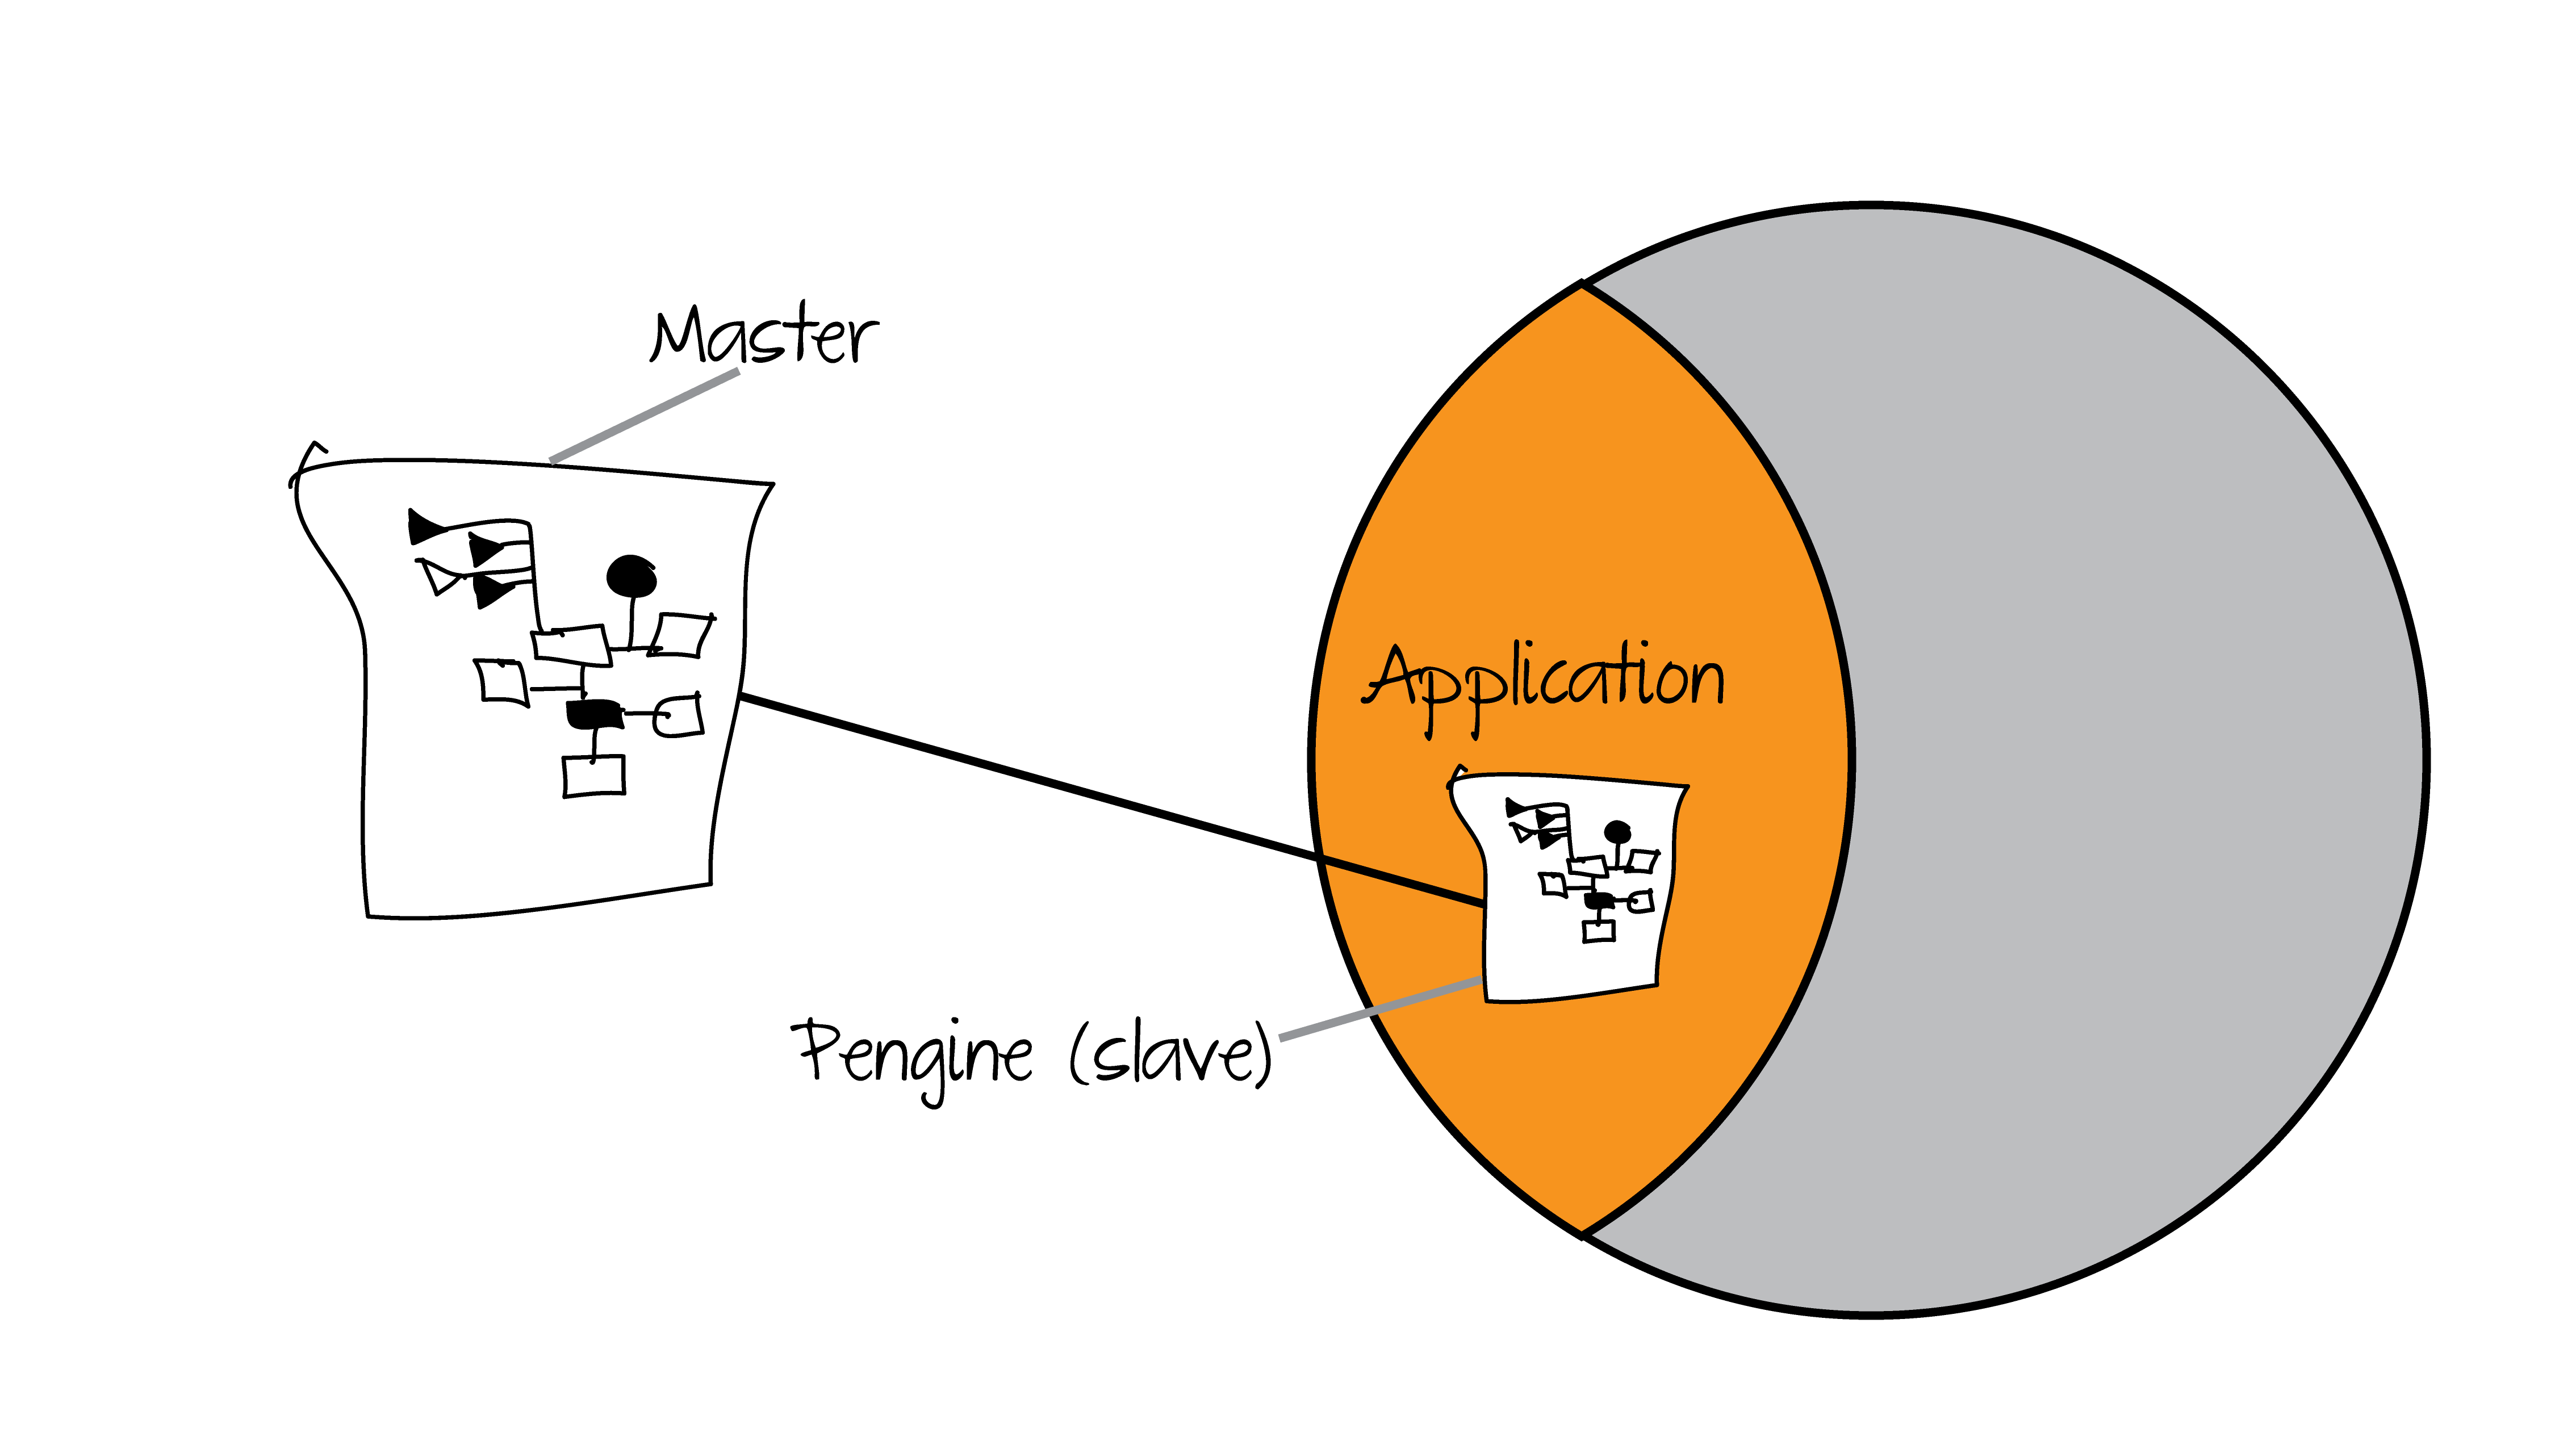 Master
Application
Pengine (slave)